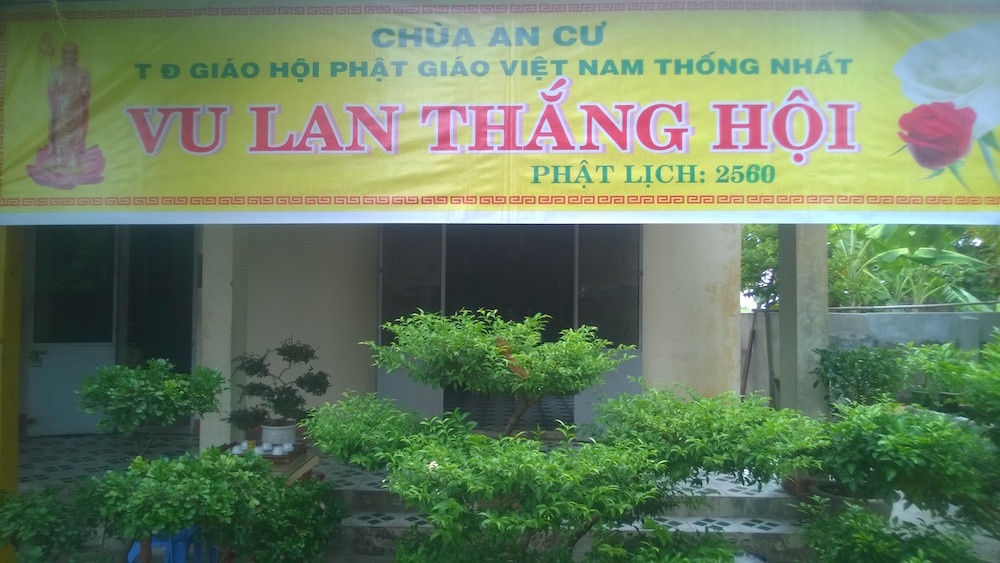 CHÙA AN CƯ
T Đ GIÁO HỘI PHẬT GIÁO VIỆT NAM THỐNG NHẤT
VU LAN THẮNG HỘI
PHẬT LỊCH: 2560